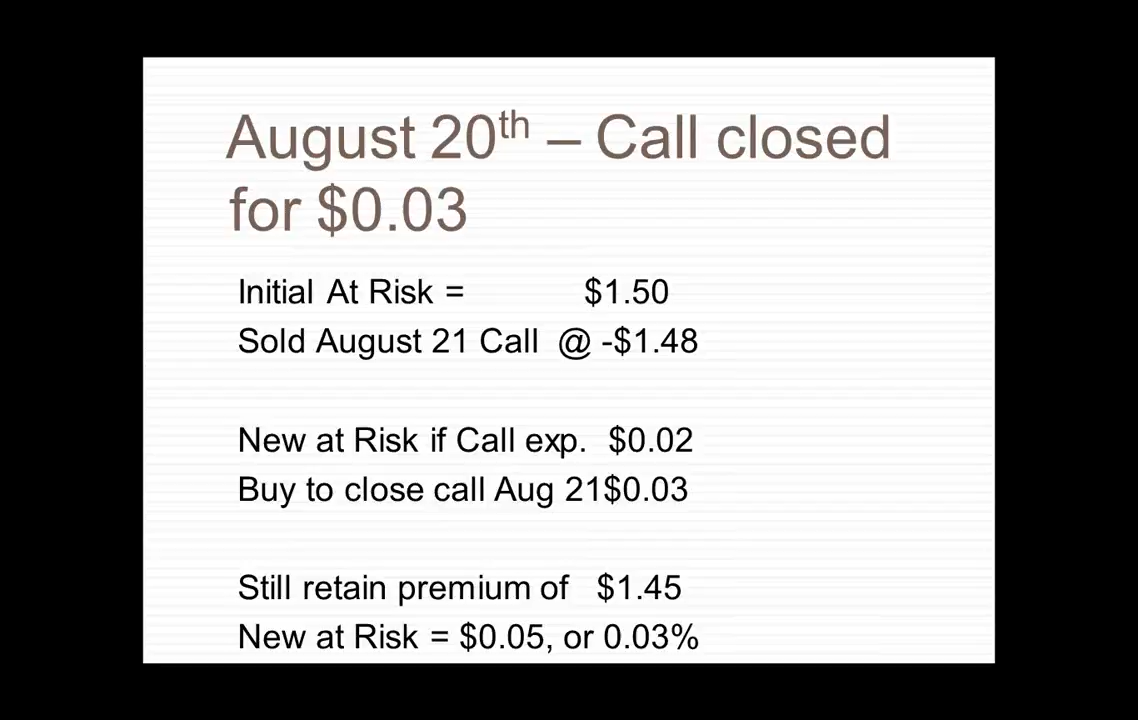 August 20th – Call closed
for $0.03
Initial At Risk = $1.50
Sold August 21 Call @ -$1.48
New at Risk if Call exp. $0.02
Buy to close call Aug 21$0.03
Still retain premium of $1.45
New at Risk = $0.05, or 0.03%